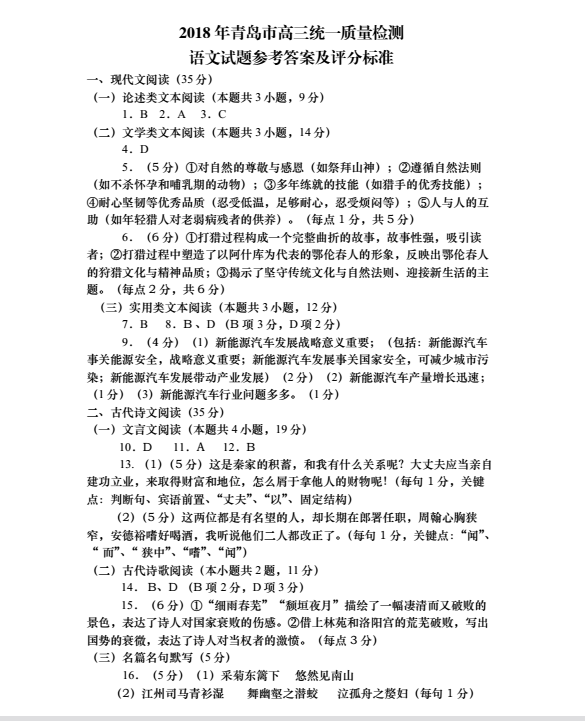 2018 年青岛市高三统一质量检测
语文试题参考答案及评分标准
一、现代文阅读（35 分）
（一）论述类文本阅读（本题共 3 小题，9 分）
1．B 2．A 3．C
（二）文学类文本阅读（本题共 3 小题，14 分）
4．D
5．（5 分）①对自然的尊敬与感恩（如祭拜山神）；②遵循自然法则
（如不杀怀孕和哺乳期的动物）；③多年练就的技能（如猎手的优秀技能）；
④耐心坚韧等优秀品质（忍受低温，足够耐心，忍受烦闷等）；⑤人与人的互
助（如年轻猎人对老弱病残者的供养）。（每点 1 分，共 5 分）
6．（6 分）①打猎过程构成一个完整曲折的故事，故事性强，吸引读
者；②打猎过程中塑造了以阿什库为代表的鄂伦春人的形象，反映出鄂伦春人
的狩猎文化与精神品质；③揭示了坚守传统文化与自然法则、迎接新生活的主
题。（每点 2 分，共 6 分）
（三）实用类文本阅读（本题共 3 小题，12 分）
7．B 8．B、D （B 项 3 分，D 项 2 分）
9．（4 分）（1）新能源汽车发展战略意义重要；（包括：新能源汽车
事关能源安全，战略意义重要；新能源汽车发展事关国家安全，可减少城市污
染；新能源汽车发展带动产业发展）（2 分）（2）新能源汽车产量增长迅速；
（1 分）（3）新能源汽车行业问题多多。（1 分）
二、古代诗文阅读（35 分）
（一）文言文阅读（本题共 4 小题，19 分）
10．D 11．A 12．B
13.（1）（5 分）这是秦家的积蓄，和我有什么关系呢？大丈夫应当亲自
建功立业，来取得财富和地位，怎么屑于拿他人的财物呢！（每句 1 分，关键
点：判断句、宾语前置、“丈夫”、“以”、固定结构）
（2）（5 分）这两位都是有名望的人，却长期在郎署任职，周翰心胸狭
窄，安德裕嗜好喝酒，我听说他们二人都改正了。（每句 1 分，关键点：“闻”、
“ 而”、“ 狭中”、“嗜”、“闻”）
（二）古代诗歌阅读（本小题共 2 题，11 分）
14．B、D （B 项 2 分，D 项 3 分）
15．（6 分）①“细雨春芜”“颓垣夜月”描绘了一幅凄清而又破败的
景色，表达了诗人对国家衰败的伤感。②借上林苑和洛阳宫的荒芜破败，写出
国势的衰微，表达了诗人对当权者的激愤。（每点 3 分）
（三）名篇名句默写（5 分）
16．（5 分）（1）采菊东篱下 悠然见南山
（2）江州司马青衫湿 舞幽壑之潜蛟 泣孤舟之嫠妇（每句 1 分）